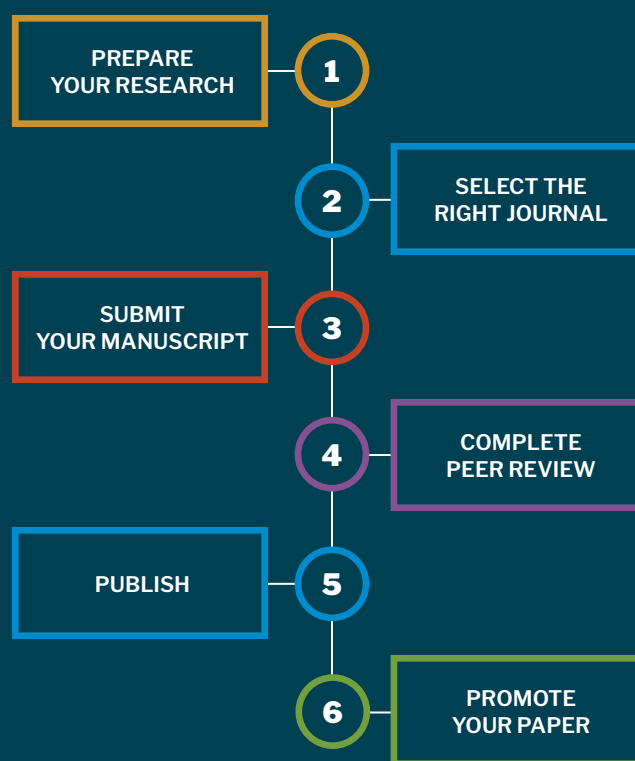 PREPARE
YOUR RESEARCH
1
2
SELECT THE
RIGHT JOURNAL
SUBMIT
YOUR MANUSCRIPT
3
4
COMPLETE
PEER REVIEW
PUBLISH
5
6
PROMOTE
YOUR PAPER